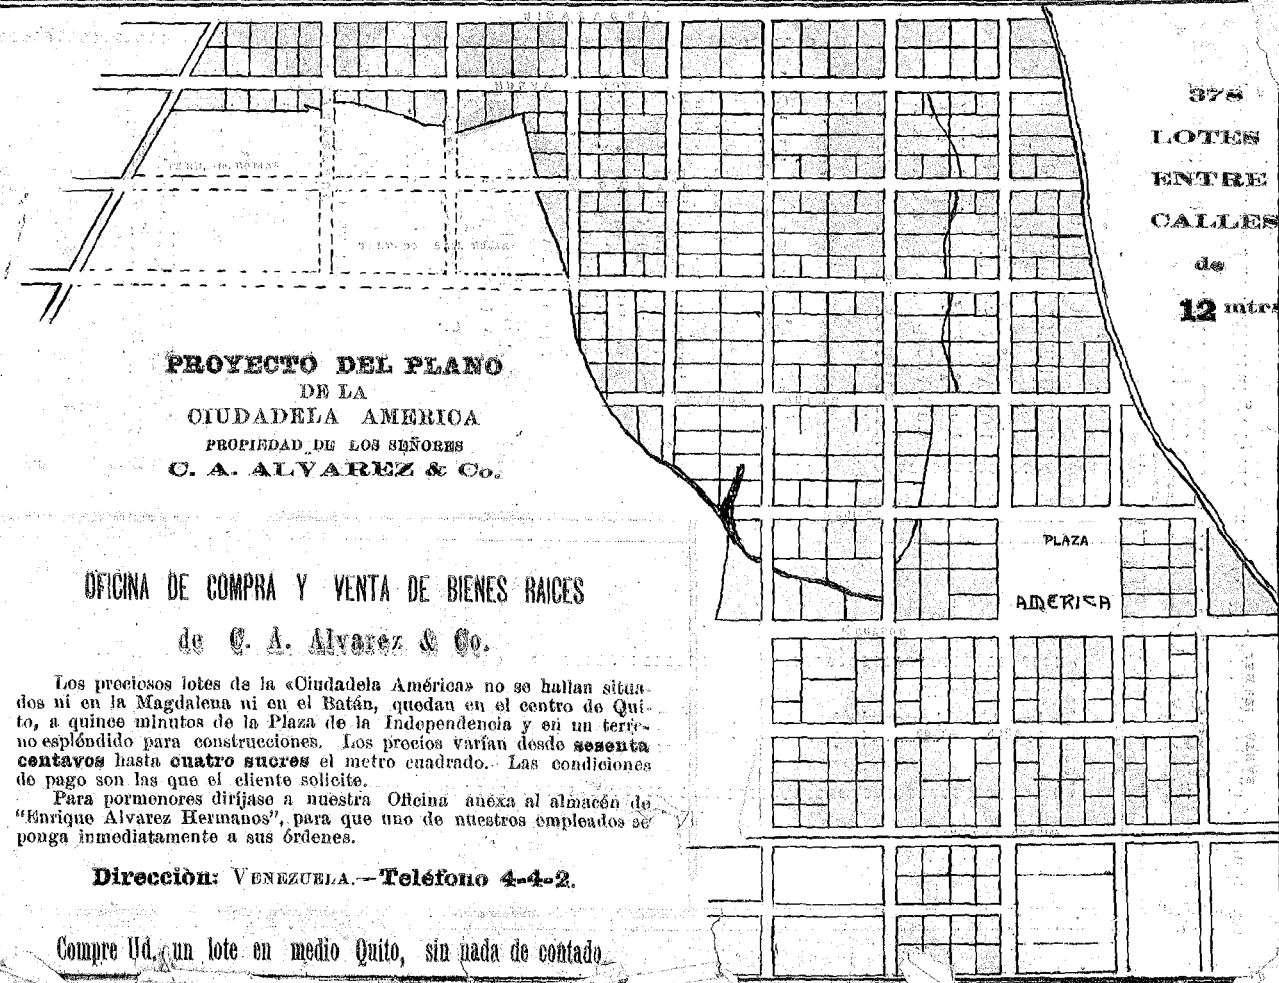 378
LOTES
ENTRE
CALLES
de
12 mtrs
PROYECTO DEL PLANO
DE LA
CIUDADELA AMERICA
PROPIEDAD DE LOS SEÑORES
C. A. ALVAREZ & Co.
PLAZA
AMERICA
OFICINA DE COMPRA Y VENTA DE BIENES RAICES
de C. A. Alvarez & Co.
Los preciosos lotes de la «Ciudadela América» no se hallan situa-
dos ni en la Magdalena ni en el Batán, quedan en el centro de Qui-
to, a quince minutos de la Plaza de la Independencia y en un terre-
no espléndido para construcciones. Los precios varían desde sesenta
centavos hasta cuatro sucres el metro cuadrado. Las condiciones
de pago son las que el cliente solicite.
Para pormenores diríjase a nuestra Oficina anexa al almacén de
"Enrique Alvarez Hermanos", para que uno de nuestros empleados se
ponga inmediatamente a sus órdenes.
Direcciòn: VENEZUELA.—Teléfono 4-4-2.
Compre Ud. un lote en medio Quito, sin nada de contado